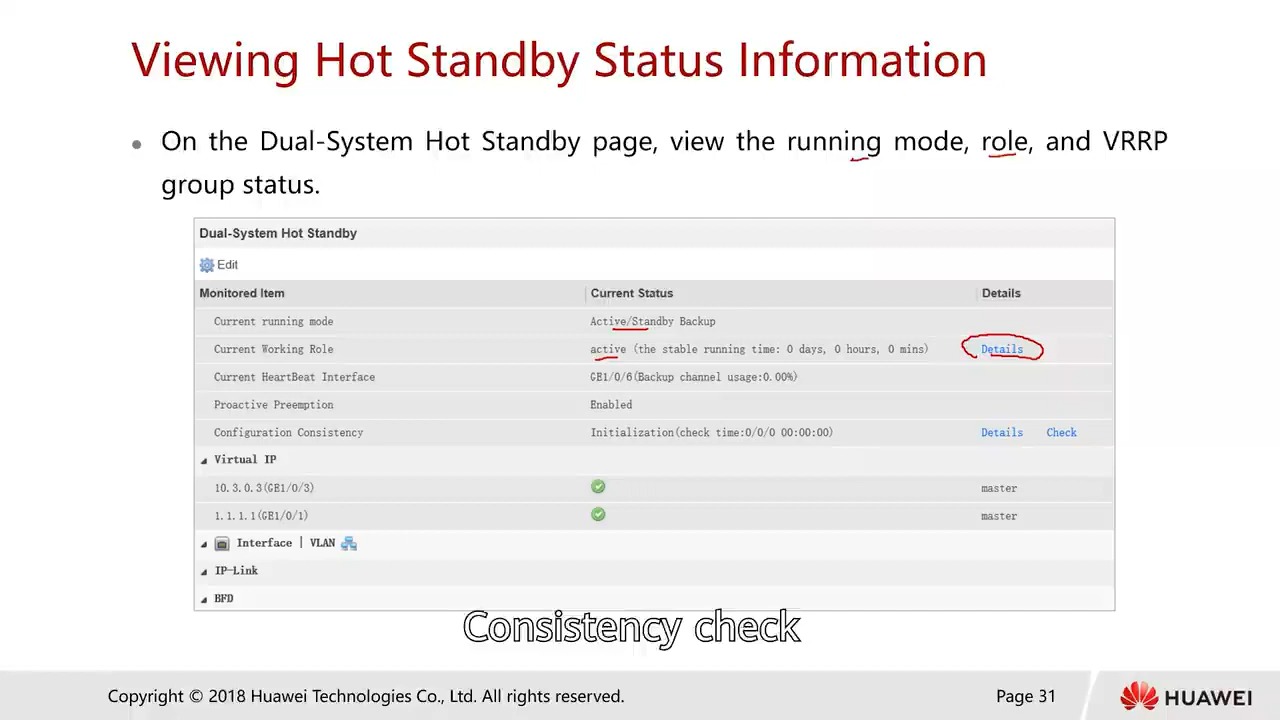 Viewing Hot Standby Status Information
On the Dual-System Hot Standby page, view the running mode, role, and VRRP
group status.
Dual-System Hot Standby
Edit
Monitored Item Current Status Details
Current running mode Active/Standby Backup
Current Working Role active (the stable running time: 0 days, 0 hours, 0 mins) Details
Current HeartBeat Interface GE1/0/6(Backup channel usage:0.00%)
Proactive Preemption Enabled
Configuration Consistency Initialization(check time:0/0/0 00:00:00) Details Check
Virtual IP
10.3.0.3(GE1/0/3) master
1.1.1.1(GE1/0/1) master
Interface | VLAN
IP-Link
BFD
Consistency check
Copyright © 2018 Huawei Technologies Co., Ltd. All rights reserved. Page 31 HUAWEI